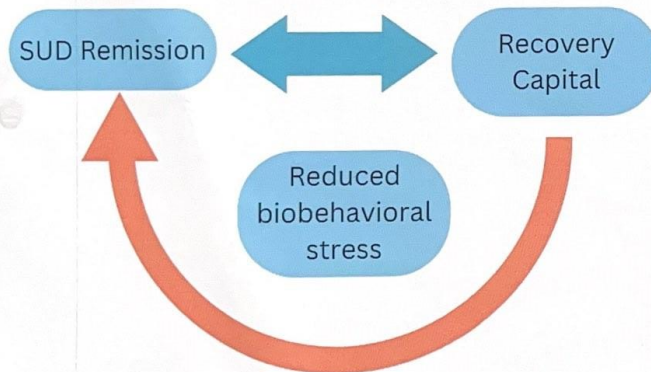 SUD Remission
Recovery
Capital
Reduced
biobehavioral
stress